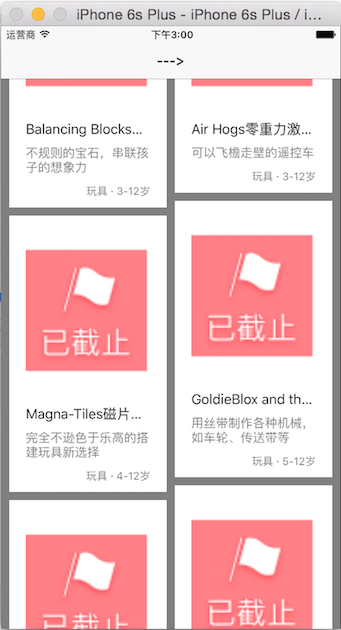 iPhone 6s Plus - iPhone 6s Plus / i...
运营商 下午3:00
--->
Balancing Blocks...
不规则的宝石，串联孩
子的想象力
玩具 · 3-12岁
Air Hogs零重力激...
可以飞檐走壁的遥控车
玩具 · 3-12岁
已截止
Magna-Tiles磁片...
完全不逊色于乐高的搭
建玩具新选择
玩具 · 4-12岁
已截止
GoldieBlox and th...
用丝带制作各种机械，
如车轮、传送带等
玩具 · 5-12岁
已截止
已截止